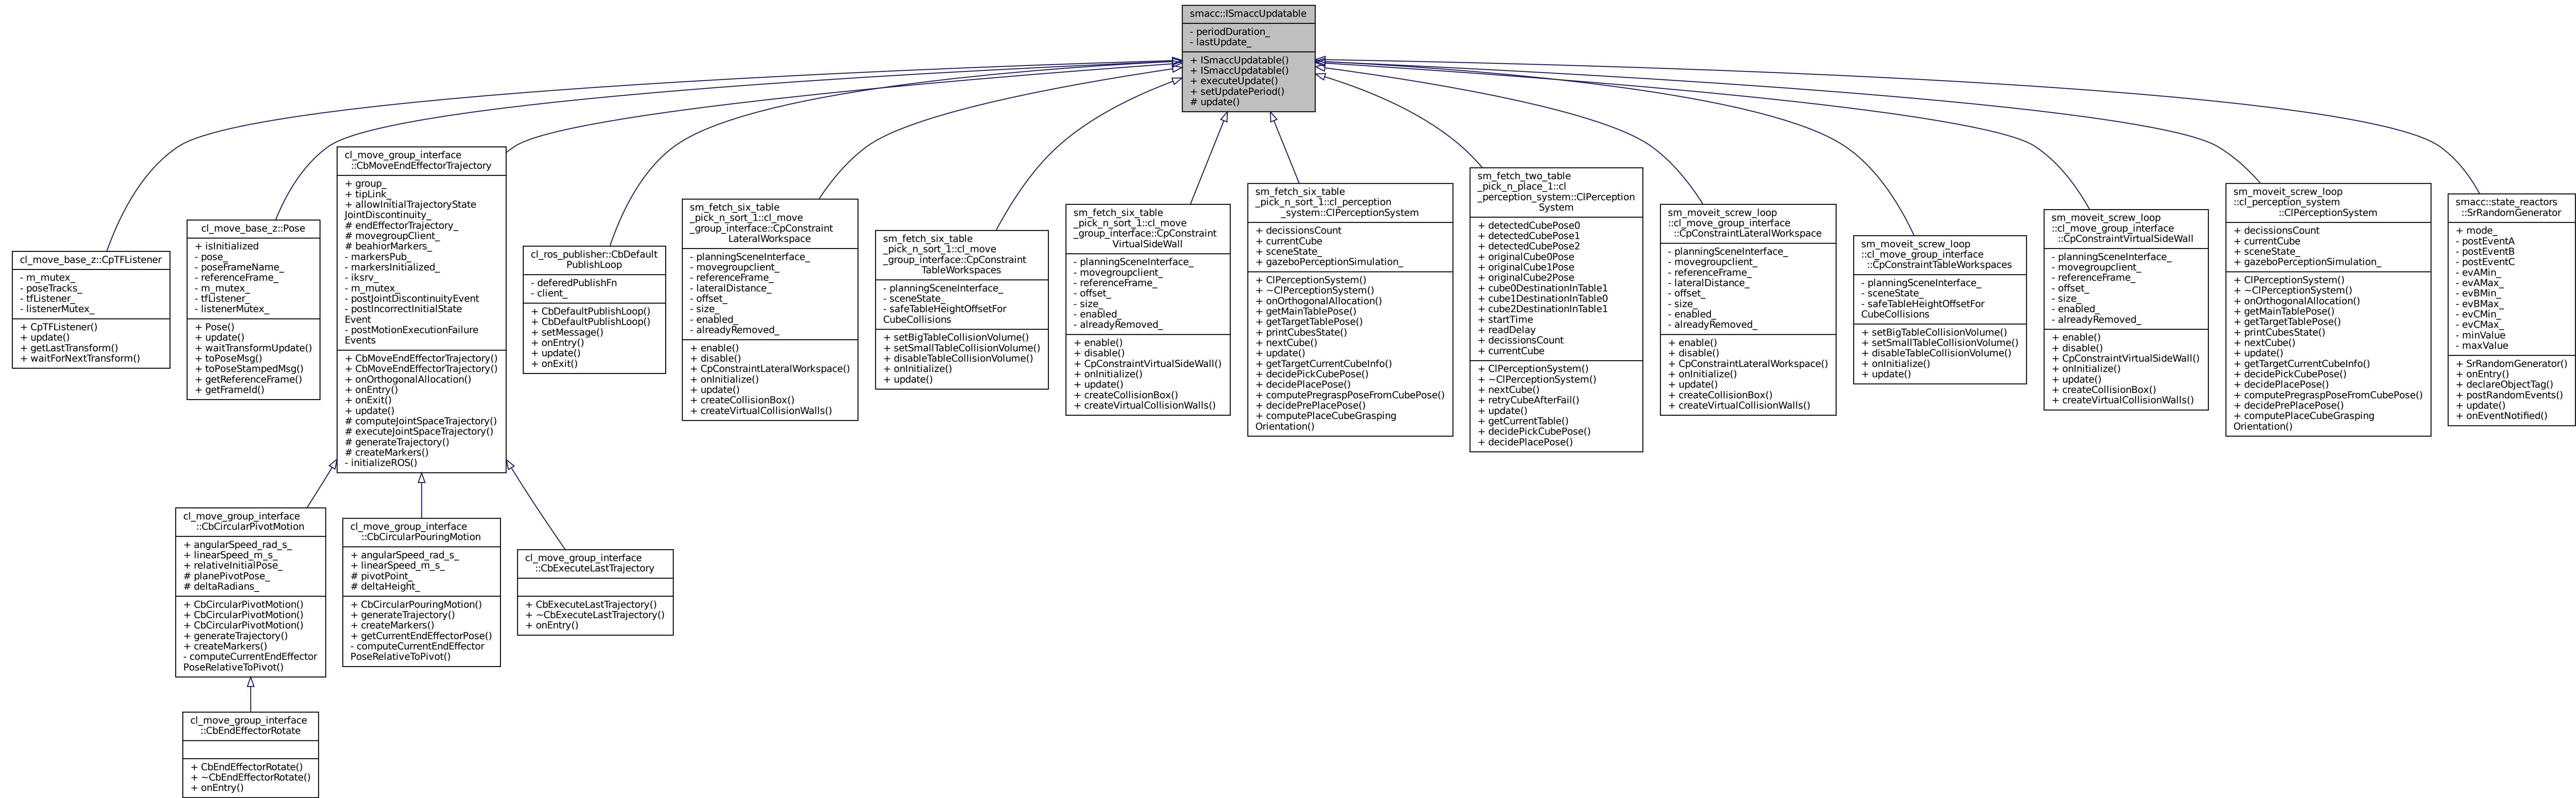 smacc::ISmaccUpdatable
- periodDuration_
- lastUpdate_
+ ISmaccUpdatable()
+ ISmaccUpdatable()
+ executeUpdate()
+ setUpdatePeriod()
# update()
cl_move_base_z::CpTFListener
- m_mutex_
- poseTracks_
- tfListener_
- listenerMutex_
+ CpTFListener()
+ update()
+ getLastTransform()
+ waitForNextTransform()
cl_move_base_z::Pose
+ isInitialized
- pose_
- poseFrameName_
- referenceFrame_
- m_mutex_
- tfListener_
- listenerMutex_
+ Pose()
+ update()
+ waitTransformUpdate()
+ toPoseMsg()
+ toPoseStampedMsg()
+ getReferenceFrame()
+ getFrameId()
cl_move_group_interface
::CbMoveEndEffectorTrajectory
+ group_
+ tipLink_
+ allowInitialTrajectoryState
JointDiscontinuity_
# endEffectorTrajectory_
# movegroupClient_
# beahiorMarkers_
- markersPub_
- markersInitialized_
- iksrv_
- m_mutex_
- postJointDiscontinuityEvent
- postIncorrectInitialState
Event
- postMotionExecutionFailure
Events
+ CbMoveEndEffectorTrajectory()
+ CbMoveEndEffectorTrajectory()
+ onOrthogonalAllocation()
+ onEntry()
+ onExit()
+ update()
# computeJointSpaceTrajectory()
# executeJointSpaceTrajectory()
# generateTrajectory()
# createMarkers()
- initializeROS()
cl_ros_publisher::CbDefault
PublishLoop
- deferedPublishFn
- client_
+ CbDefaultPublishLoop()
+ CbDefaultPublishLoop()
+ setMessage()
+ onEntry()
+ update()
+ onExit()
sm_fetch_six_table
_pick_n_sort_1::cl_move
_group_interface::CpConstraint
LateralWorkspace
- planningSceneInterface_
- movegroupclient_
- referenceFrame_
- lateralDistance_
- offset_
- size_
- enabled_
- alreadyRemoved_
+ enable()
+ disable()
+ CpConstraintLateralWorkspace()
+ onInitialize()
+ update()
+ createCollisionBox()
+ createVirtualCollisionWalls()
sm_fetch_six_table
_pick_n_sort_1::cl_move
_group_interface::CpConstraint
TableWorkspaces
- planningSceneInterface_
- sceneState_
- safeTableHeightOffsetFor
CubeCollisions
+ setBigTableCollisionVolume()
+ setSmallTableCollisionVolume()
+ disableTableCollisionVolume()
+ onInitialize()
+ update()
sm_fetch_six_table
_pick_n_sort_1::cl_move
_group_interface::CpConstraint
VirtualSideWall
- planningSceneInterface_
- movegroupclient_
- referenceFrame_
- offset_
- size_
- enabled_
- alreadyRemoved_
+ enable()
+ disable()
+ CpConstraintVirtualSideWall()
+ onInitialize()
+ update()
+ createCollisionBox()
+ createVirtualCollisionWalls()
sm_fetch_six_table
_pick_n_sort_1::cl_perception
_system::ClPerceptionSystem
+ decissionsCount
+ currentCube
+ sceneState_
+ gazeboPerceptionSimulation_
+ ClPerceptionSystem()
+ ~ClPerceptionSystem()
+ onOrthogonalAllocation()
+ getMainTablePose()
+ getTargetTablePose()
+ printCubesState()
+ nextCube()
+ update()
+ getTargetCurrentCubeInfo()
+ decidePickCubePose()
+ decidePlacePose()
+ computePregraspPoseFromCubePose()
+ decidePrePlacePose()
+ computePlaceCubeGrasping
Orientation()
sm_fetch_two_table
_pick_n_place_1::cl
_perception_system::ClPerception
System
+ detectedCubePose0
+ detectedCubePose1
+ detectedCubePose2
+ originalCube0Pose
+ originalCube1Pose
+ originalCube2Pose
+ cube0DestinationInTable1
+ cube1DestinationInTable0
+ cube2DestinationInTable1
+ startTime
+ readDelay
+ decissionsCount
+ currentCube
+ ClPerceptionSystem()
+ ~ClPerceptionSystem()
+ nextCube()
+ retryCubeAfterFail()
+ update()
+ getCurrentTable()
+ decidePickCubePose()
+ decidePlacePose()
sm_moveit_screw_loop
::cl_move_group_interface
::CpConstraintLateralWorkspace
- planningSceneInterface_
- movegroupclient_
- referenceFrame_
- lateralDistance_
- offset_
- size_
- enabled_
- alreadyRemoved_
+ enable()
+ disable()
+ CpConstraintLateralWorkspace()
+ onInitialize()
+ update()
+ createCollisionBox()
+ createVirtualCollisionWalls()
sm_moveit_screw_loop
::cl_move_group_interface
::CpConstraintTableWorkspaces
- planningSceneInterface_
- sceneState_
- safeTableHeightOffsetFor
CubeCollisions
+ setBigTableCollisionVolume()
+ setSmallTableCollisionVolume()
+ disableTableCollisionVolume()
+ onInitialize()
+ update()
sm_moveit_screw_loop
::cl_move_group_interface
::CpConstraintVirtualSideWall
- planningSceneInterface_
- movegroupclient_
- referenceFrame_
- offset_
- size_
- enabled_
- alreadyRemoved_
+ enable()
+ disable()
+ CpConstraintVirtualSideWall()
+ onInitialize()
+ update()
+ createCollisionBox()
+ createVirtualCollisionWalls()
sm_moveit_screw_loop
::cl_perception_system
::ClPerceptionSystem
+ decissionsCount
+ currentCube
+ sceneState_
+ gazeboPerceptionSimulation_
+ ClPerceptionSystem()
+ ~ClPerceptionSystem()
+ onOrthogonalAllocation()
+ getMainTablePose()
+ getTargetTablePose()
+ printCubesState()
+ nextCube()
+ update()
+ getTargetCurrentCubeInfo()
+ decidePickCubePose()
+ decidePlacePose()
+ computePregraspPoseFromCubePose()
+ decidePrePlacePose()
+ computePlaceCubeGrasping
Orientation()
smacc::state_reactors
::SrRandomGenerator
+ mode_
- postEventA
- postEventB
- postEventC
- evAMin_
- evAMax_
- evBMin_
- evBMax_
- evCMin_
- evCMax_
- minValue
- maxValue
+ SrRandomGenerator()
+ onEntry()
+ declareObjectTag()
+ postRandomEvents()
+ update()
+ onEventNotified()
cl_move_group_interface
::CbCircularPivotMotion
+ angularSpeed_rad_s_
+ linearSpeed_m_s_
+ relativeInitialPose_
# planePivotPose_
# deltaRadians_
+ CbCircularPivotMotion()
+ CbCircularPivotMotion()
+ CbCircularPivotMotion()
+ generateTrajectory()
+ createMarkers()
- computeCurrentEndEffector
PoseRelativeToPivot()
cl_move_group_interface
::CbCircularPouringMotion
+ angularSpeed_rad_s_
+ linearSpeed_m_s_
# pivotPoint_
# deltaHeight_
+ CbCircularPouringMotion()
+ generateTrajectory()
+ createMarkers()
+ getCurrentEndEffectorPose()
- computeCurrentEndEffector
PoseRelativeToPivot()
cl_move_group_interface
::CbExecuteLastTrajectory
+ CbExecuteLastTrajectory()
+ ~CbExecuteLastTrajectory()
+ onEntry()
cl_move_group_interface
::CbEndEffectorRotate
+ CbEndEffectorRotate()
+ ~CbEndEffectorRotate()
+ onEntry()